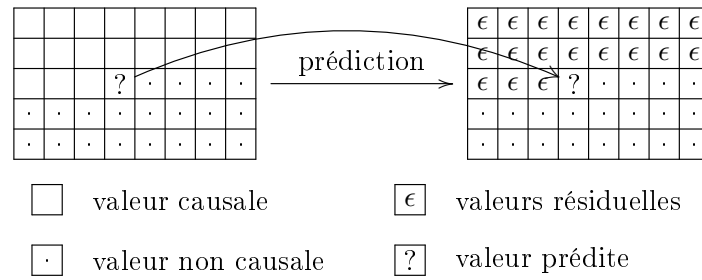 ϵ ϵ ϵ ϵ ϵ ϵ ϵ ϵ
ϵ ϵ ϵ ϵ ϵ ϵ ϵ ϵ
? · · · ·
prédiction
ϵ ϵ ϵ ? · · · ·
· · · · · · · ·
· · · · · · · ·
· · · · · · · ·
· · · · · · · ·
valeur causale
ϵ valeurs résiduelles
· valeur non causale
? valeur prédite